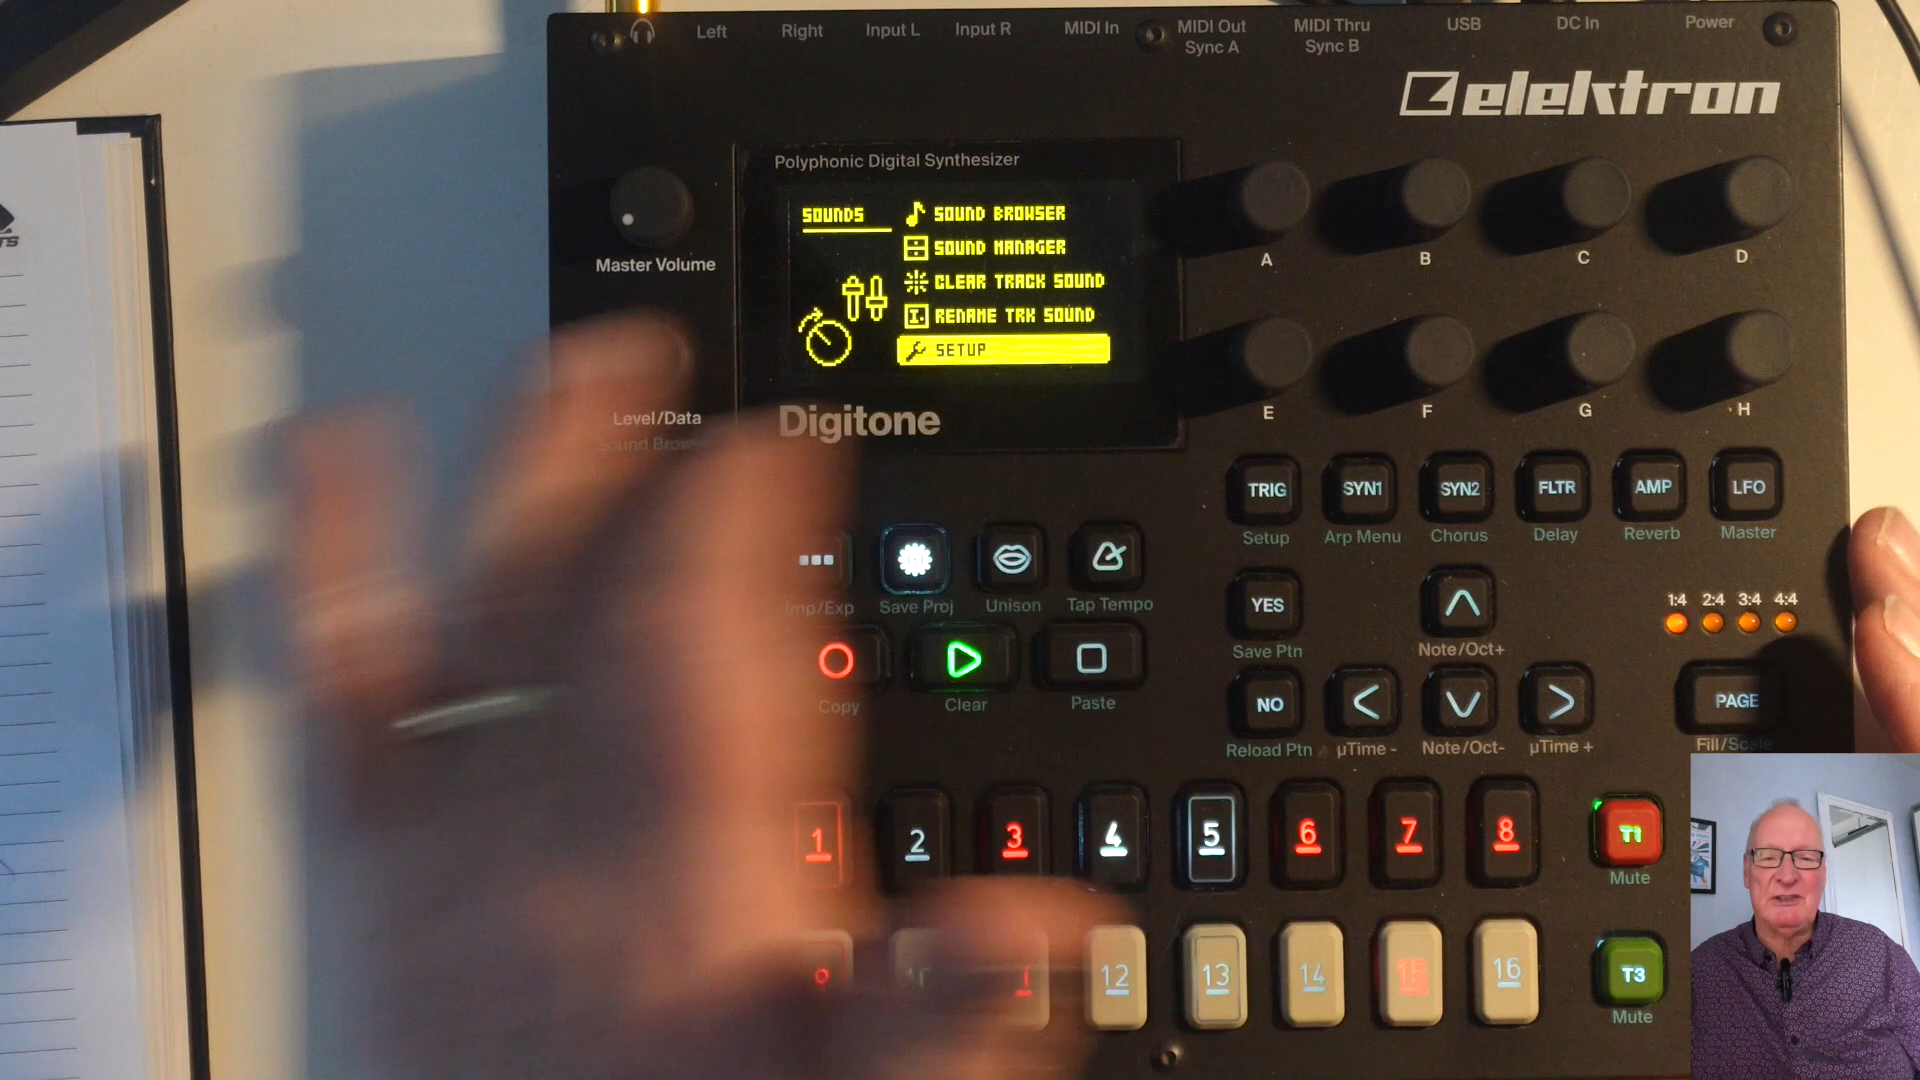 Left Right Input L Input R MIDI In MIDI Out MIDI Thru USB DC In Power
Sync A Sync B
elektron
Polyphonic Digital Synthesizer
SOUNDS
SOUND BROWSER
SOUND MANAGER
CLEAR TRACK SOUND
RENAME TRK SOUND
SETUP
Master Volume
A B C D
Level/Data
Digitone
E F G H
TRIG SYN1 SYN2 FLTR AMP LFO
Setup Arp Menu Chorus Delay Reverb Master
Imp/Exp Save Proj Unison Tap Tempo
YES
1:4 2:4 3:4 4:4
Save Ptn Note/Oct+
Copy Clear Paste
NO PAGE
Reload Ptn µTime - Note/Oct- µTime + Fill/Scale
1 2 3 4 5 6 7 8 T1
Mute
9 12 13 14 15 16 T3
Mute